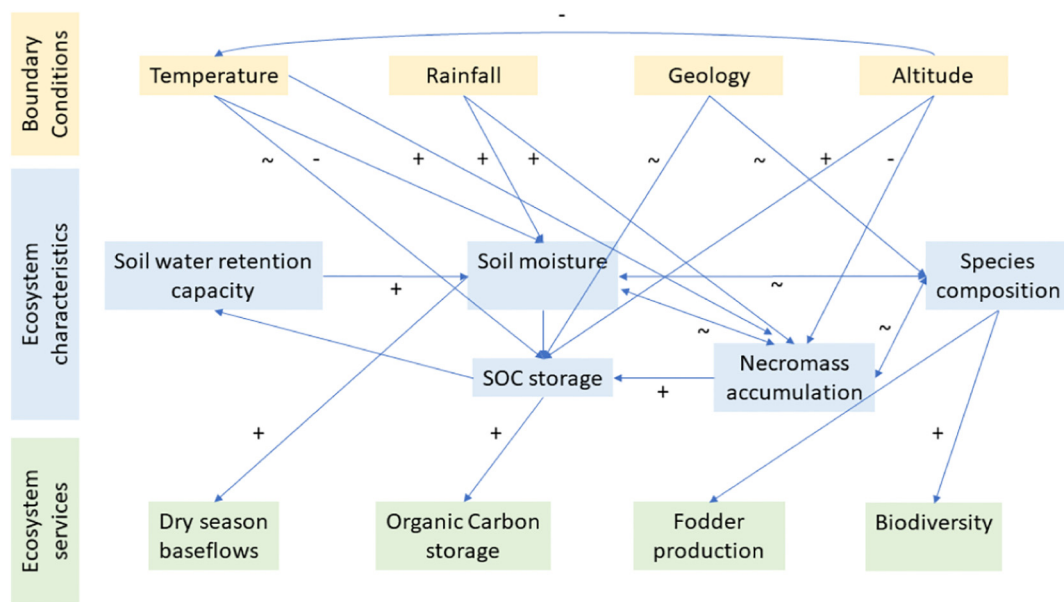 -
Boundary
Conditions
Temperature
Rainfall
Geology
Altitude
~ - + + + ~ ~ + -
Ecosystem
characteristics
Soil water retention
capacity
+
Soil moisture
~
Species
composition
~
~
SOC storage
+
Necromass
accumulation
+
+
+
Ecosystem
services
Dry season
baseflows
Organic Carbon
storage
Fodder
production
Biodiversity